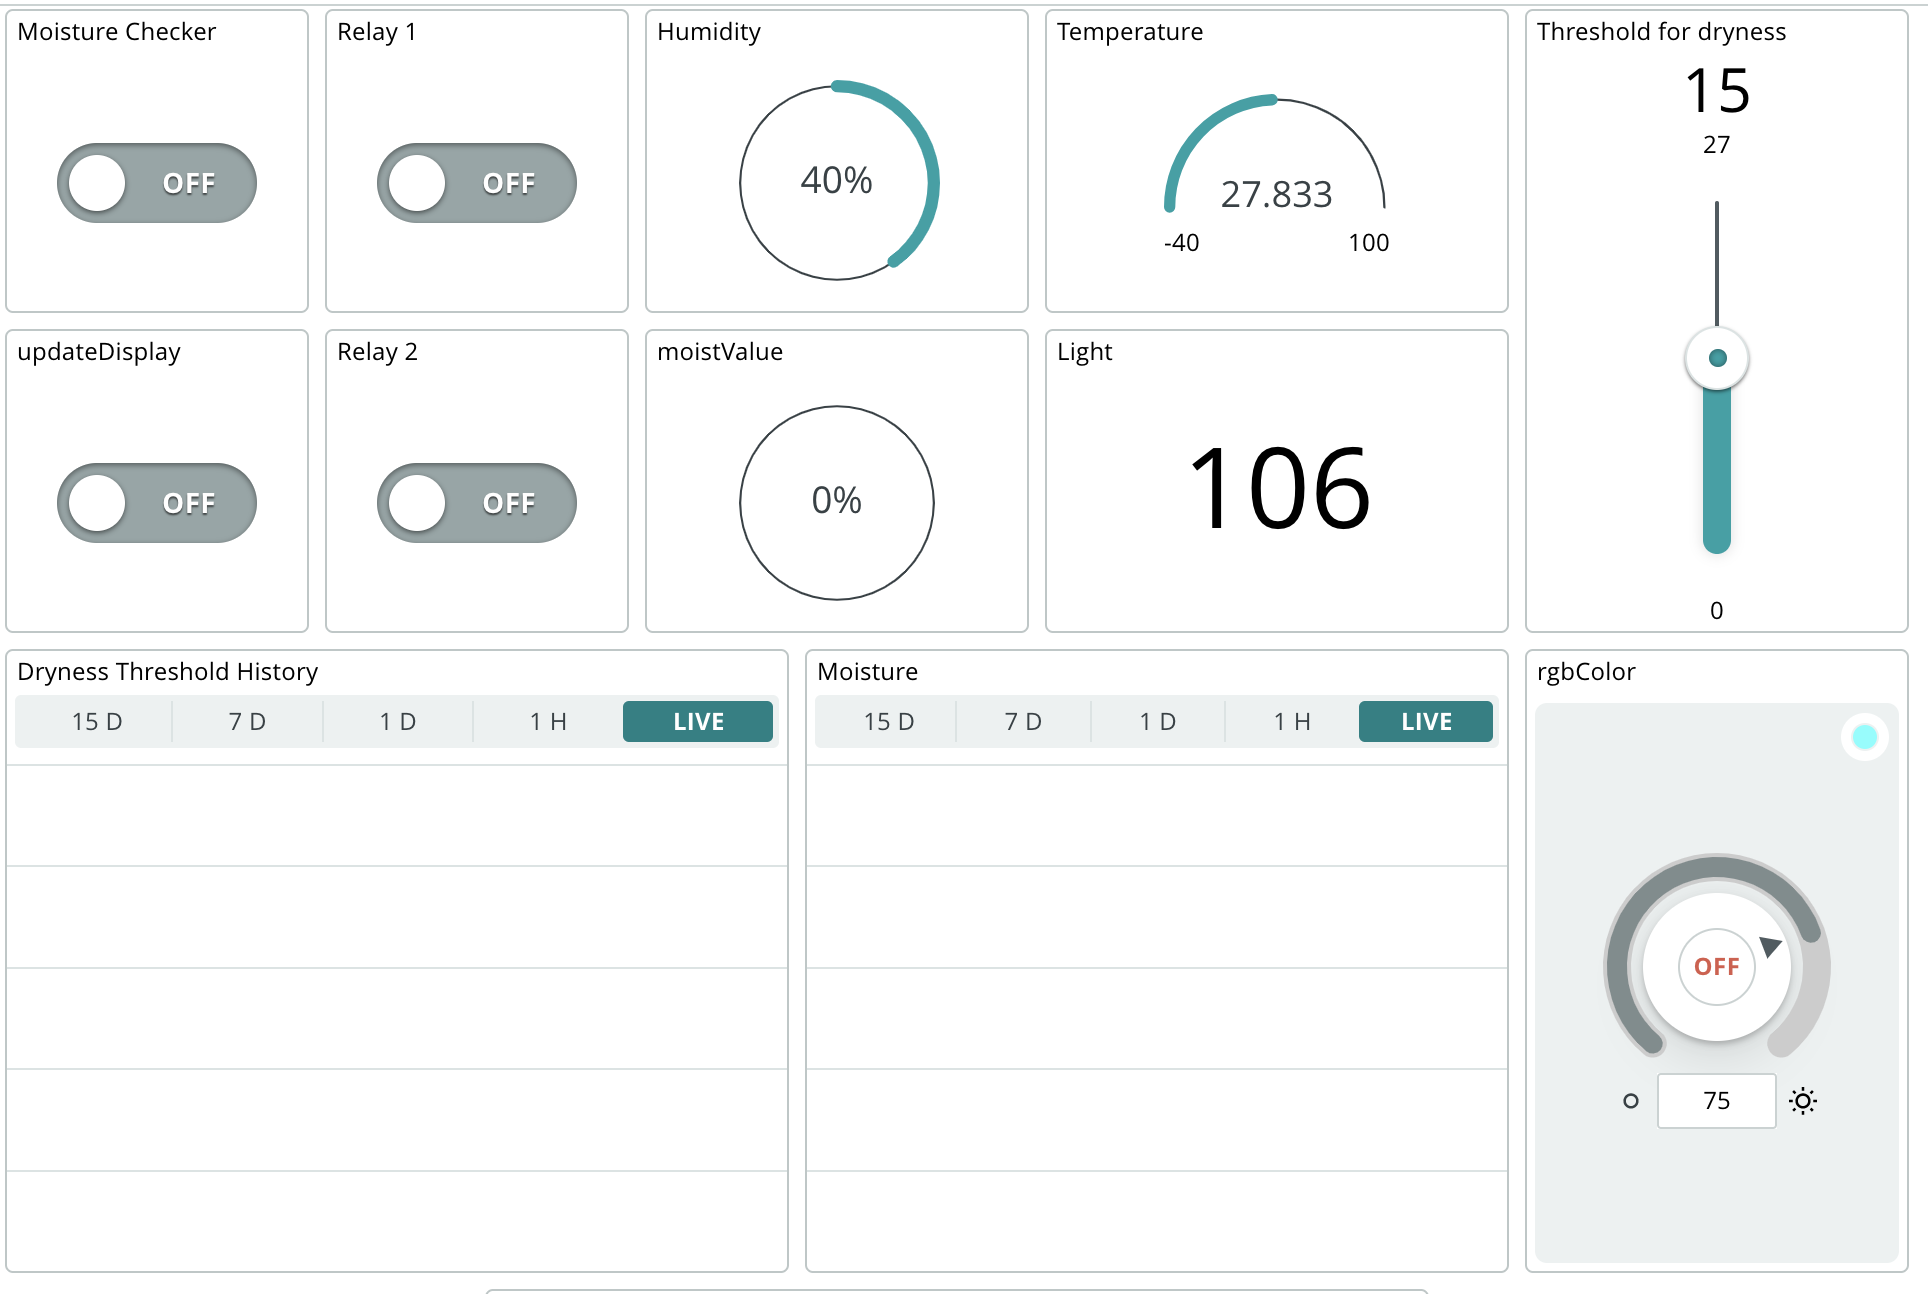 Moisture Checker
OFF
Relay 1
OFF
Humidity
40%
Temperature
27.833
-40 100
Threshold for dryness
15
27
0
updateDisplay
OFF
Relay 2
OFF
moistValue
0%
Light
106
Dryness Threshold History
15 D 7 D 1 D 1 H LIVE
Moisture
15 D 7 D 1 D 1 H LIVE
rgbColor
OFF
75